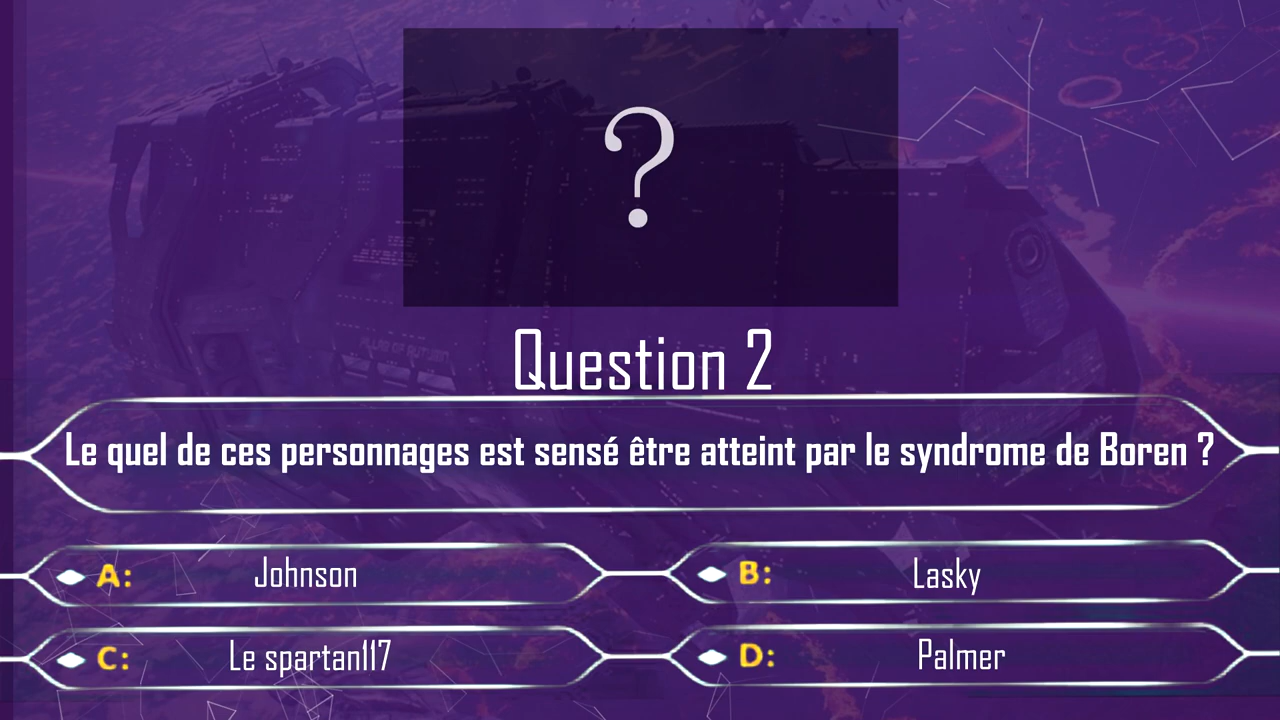 ?
Question 2
Le quel de ces personnages est sensé être atteint par le syndrome de Boren ?
A: Johnson
B: Lasky
C: Le spartan117
D: Palmer